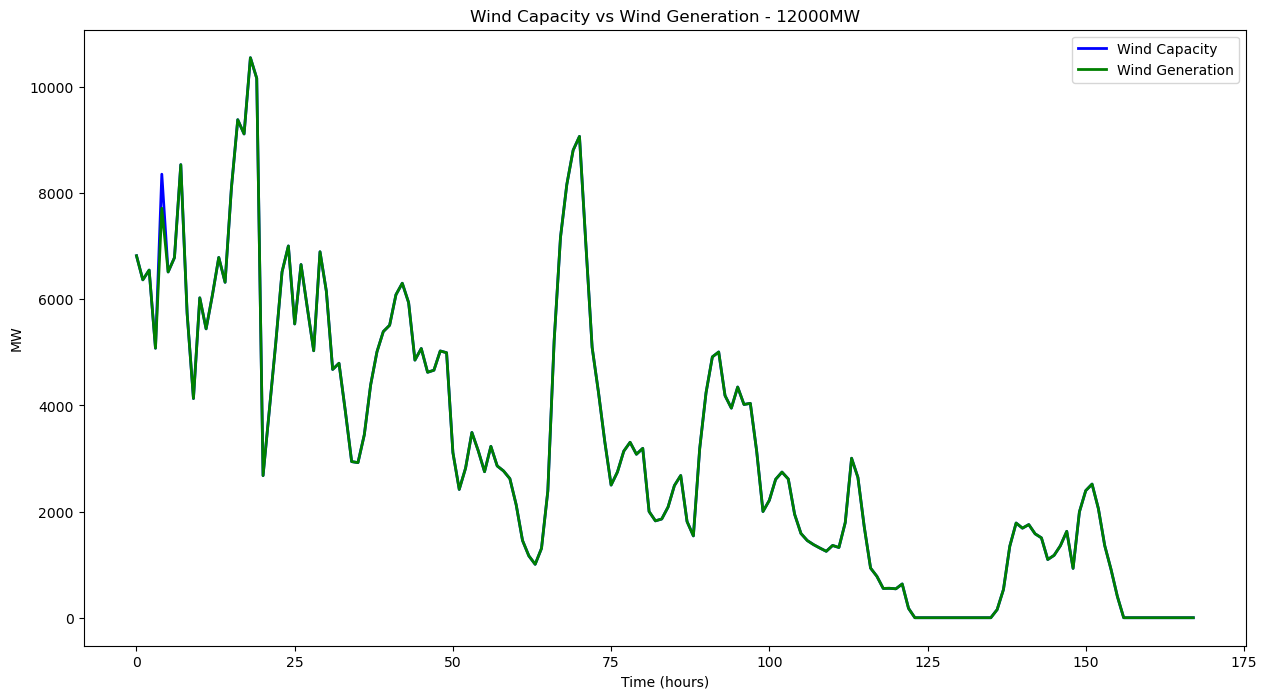 Wind Capacity vs Wind Generation - 12000MW
Wind Capacity
Wind Generation
MW
10000
8000
6000
4000
2000
0
0 25 50 75 100 125 150 175
Time (hours)